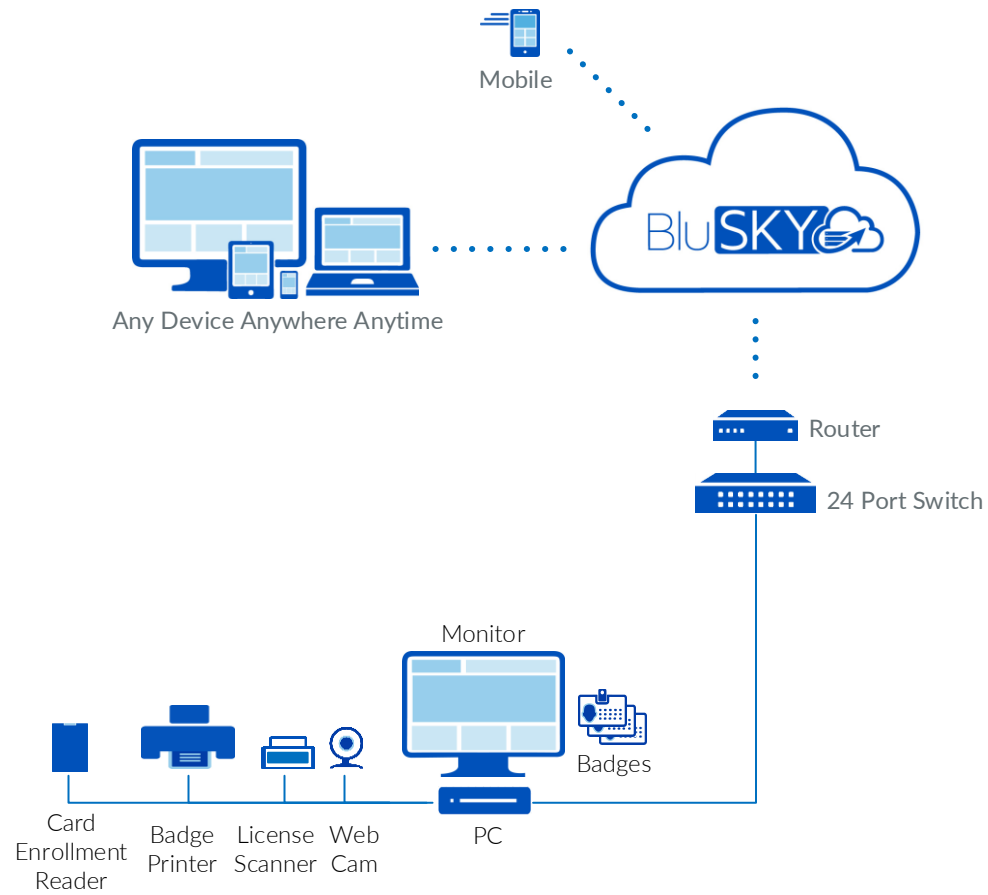 Mobile
BluSKY
Any Device Anywhere Anytime
Router
24 Port Switch
Monitor
Badges
Card
Enrollment
Reader
Badge
Printer
License
Scanner
Web
Cam
PC